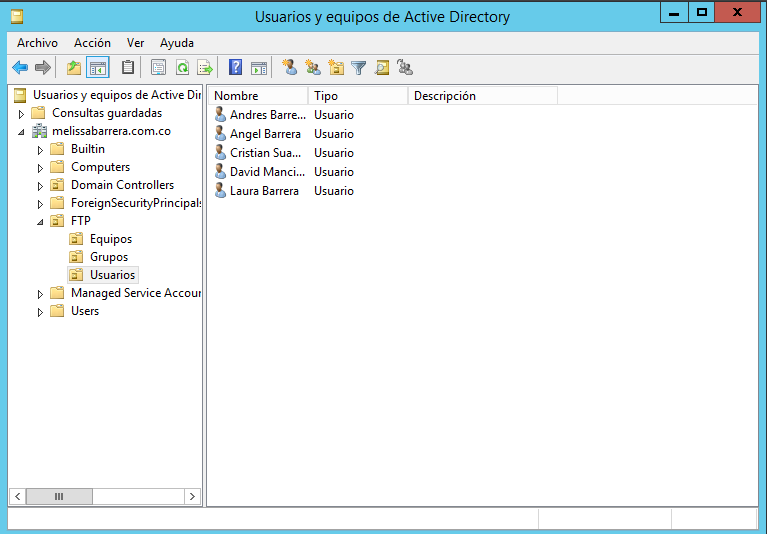 Usuarios y equipos de Active Directory
Archivo Acción Ver Ayuda
Usuarios y equipos de Active Dir
Consultas guardadas
melissabarrera.com.co
Builtin
Computers
Domain Controllers
ForeignSecurityPrincipals
FTP
Equipos
Grupos
Usuarios
Managed Service Accour
Users
Nombre Tipo Descripción
Andres Barre... Usuario
Angel Barrera Usuario
Cristian Sua... Usuario
David Manci... Usuario
Laura Barrera Usuario